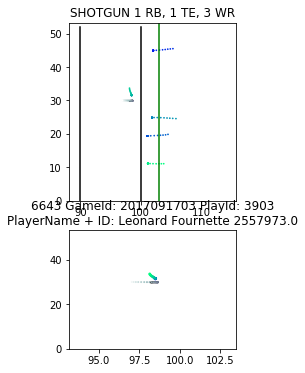 SHOTGUN 1 RB, 1 TE, 3 WR
50
40
30
20
10
0
90 100 110
6643 GameId: 2017091703 PlayId: 3903
PlayerName + ID: Leonard Fournette 2557973.0
40
20
0
95.0 97.5 100.0 102.5